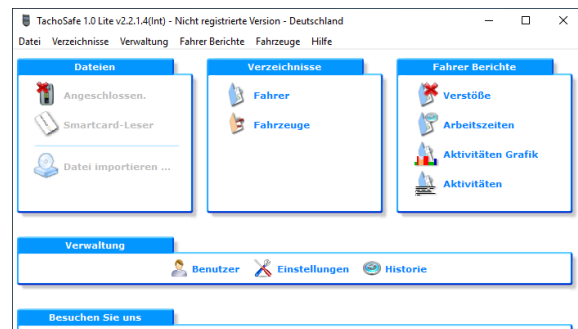 TachoSafe 1.0 Lite v2.2.1.4(Int) - Nicht registrierte Version - Deutschland
Datei Verzeichnisse Verwaltung Fahrer Berichte Fahrzeuge Hilfe
Dateien
Angeschlossen.
Smartcard-Leser
Datei importieren ...
Verzeichnisse
Fahrer
Fahrzeuge
Fahrer Berichte
Verstöße
Arbeitszeiten
Aktivitäten Grafik
Aktivitäten
Verwaltung
Benutzer Einstellungen Historie
Besuchen Sie uns